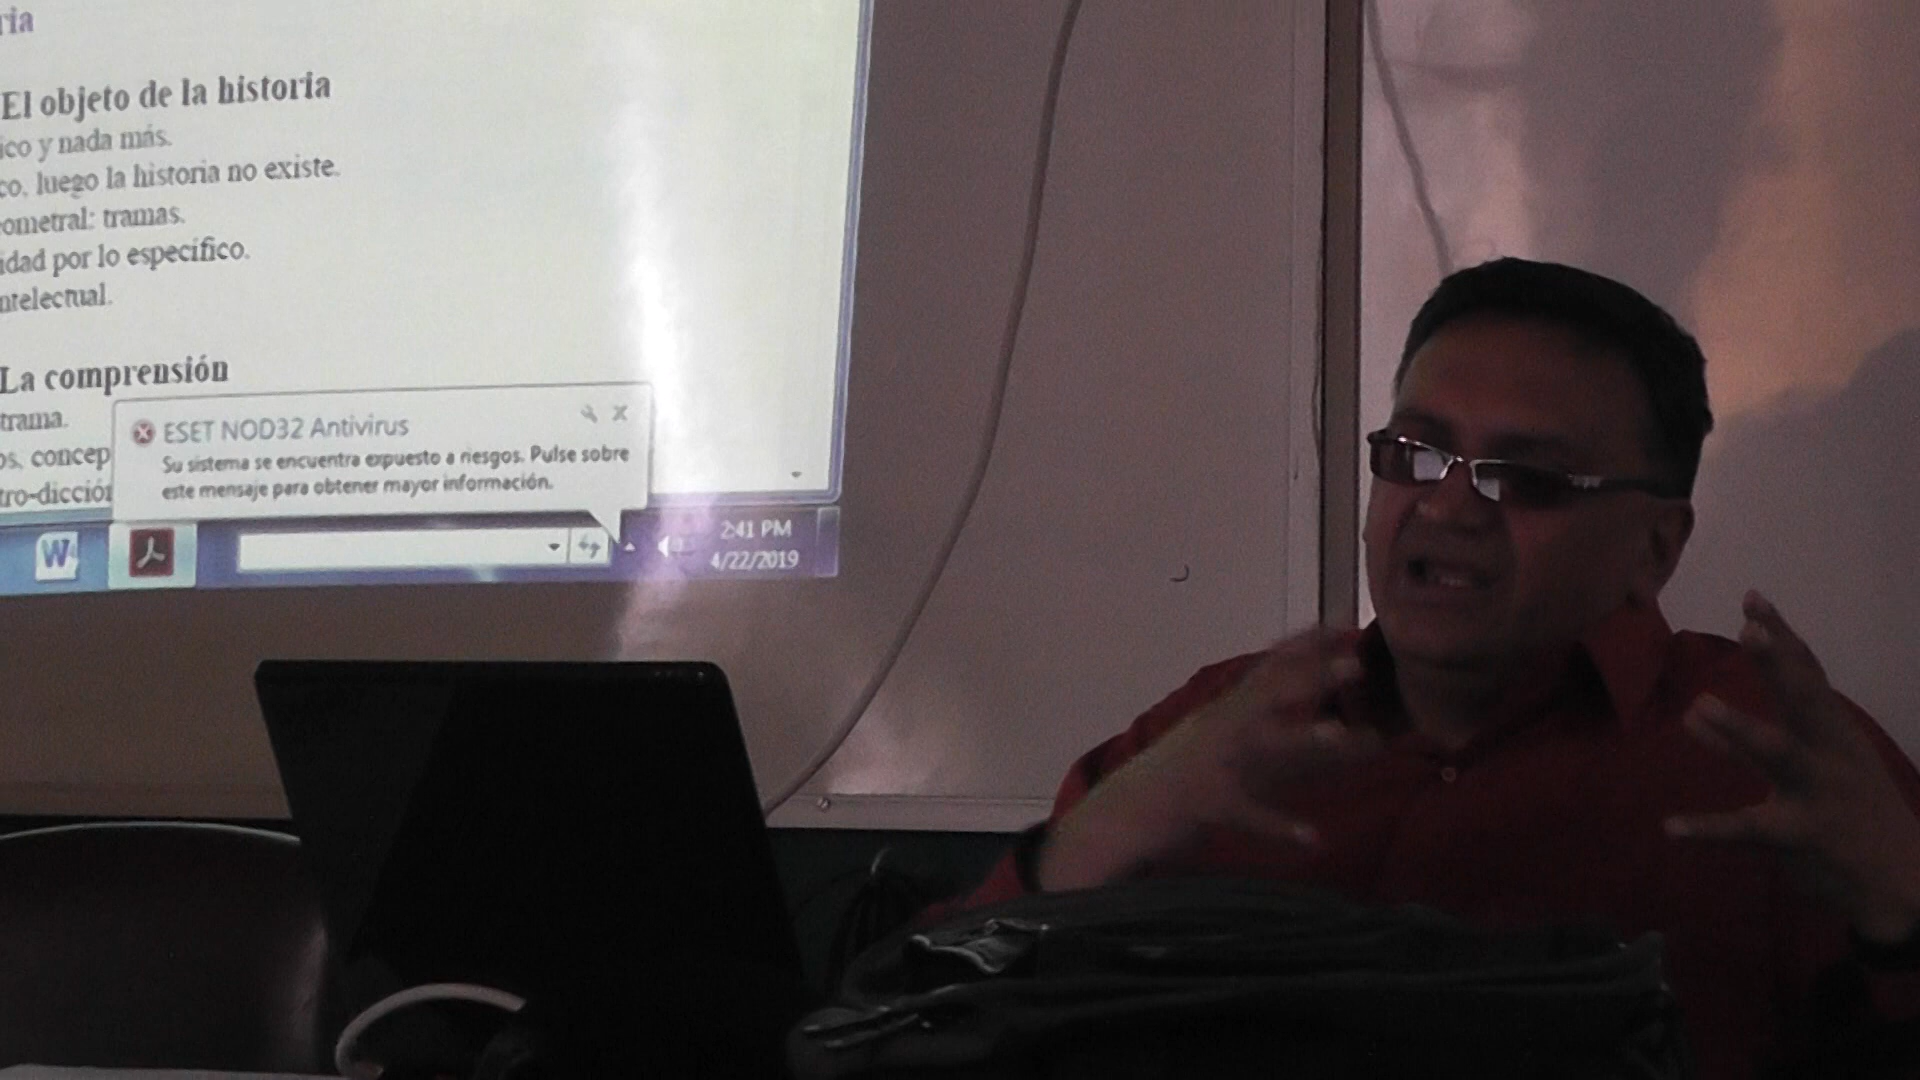 ria
El objeto de la historia
ico y nada más.
co, luego la historia no existe.
ometral: tramas.
idad por lo específico.
ntelectual.
La comprensión
trama.
os, concep
tro-dicción
ESET NOD32 Antivirus
Su sistema se encuentra expuesto a riesgos. Pulse sobre
este mensaje para obtener mayor información.
W
2:41 PM
4/22/2019